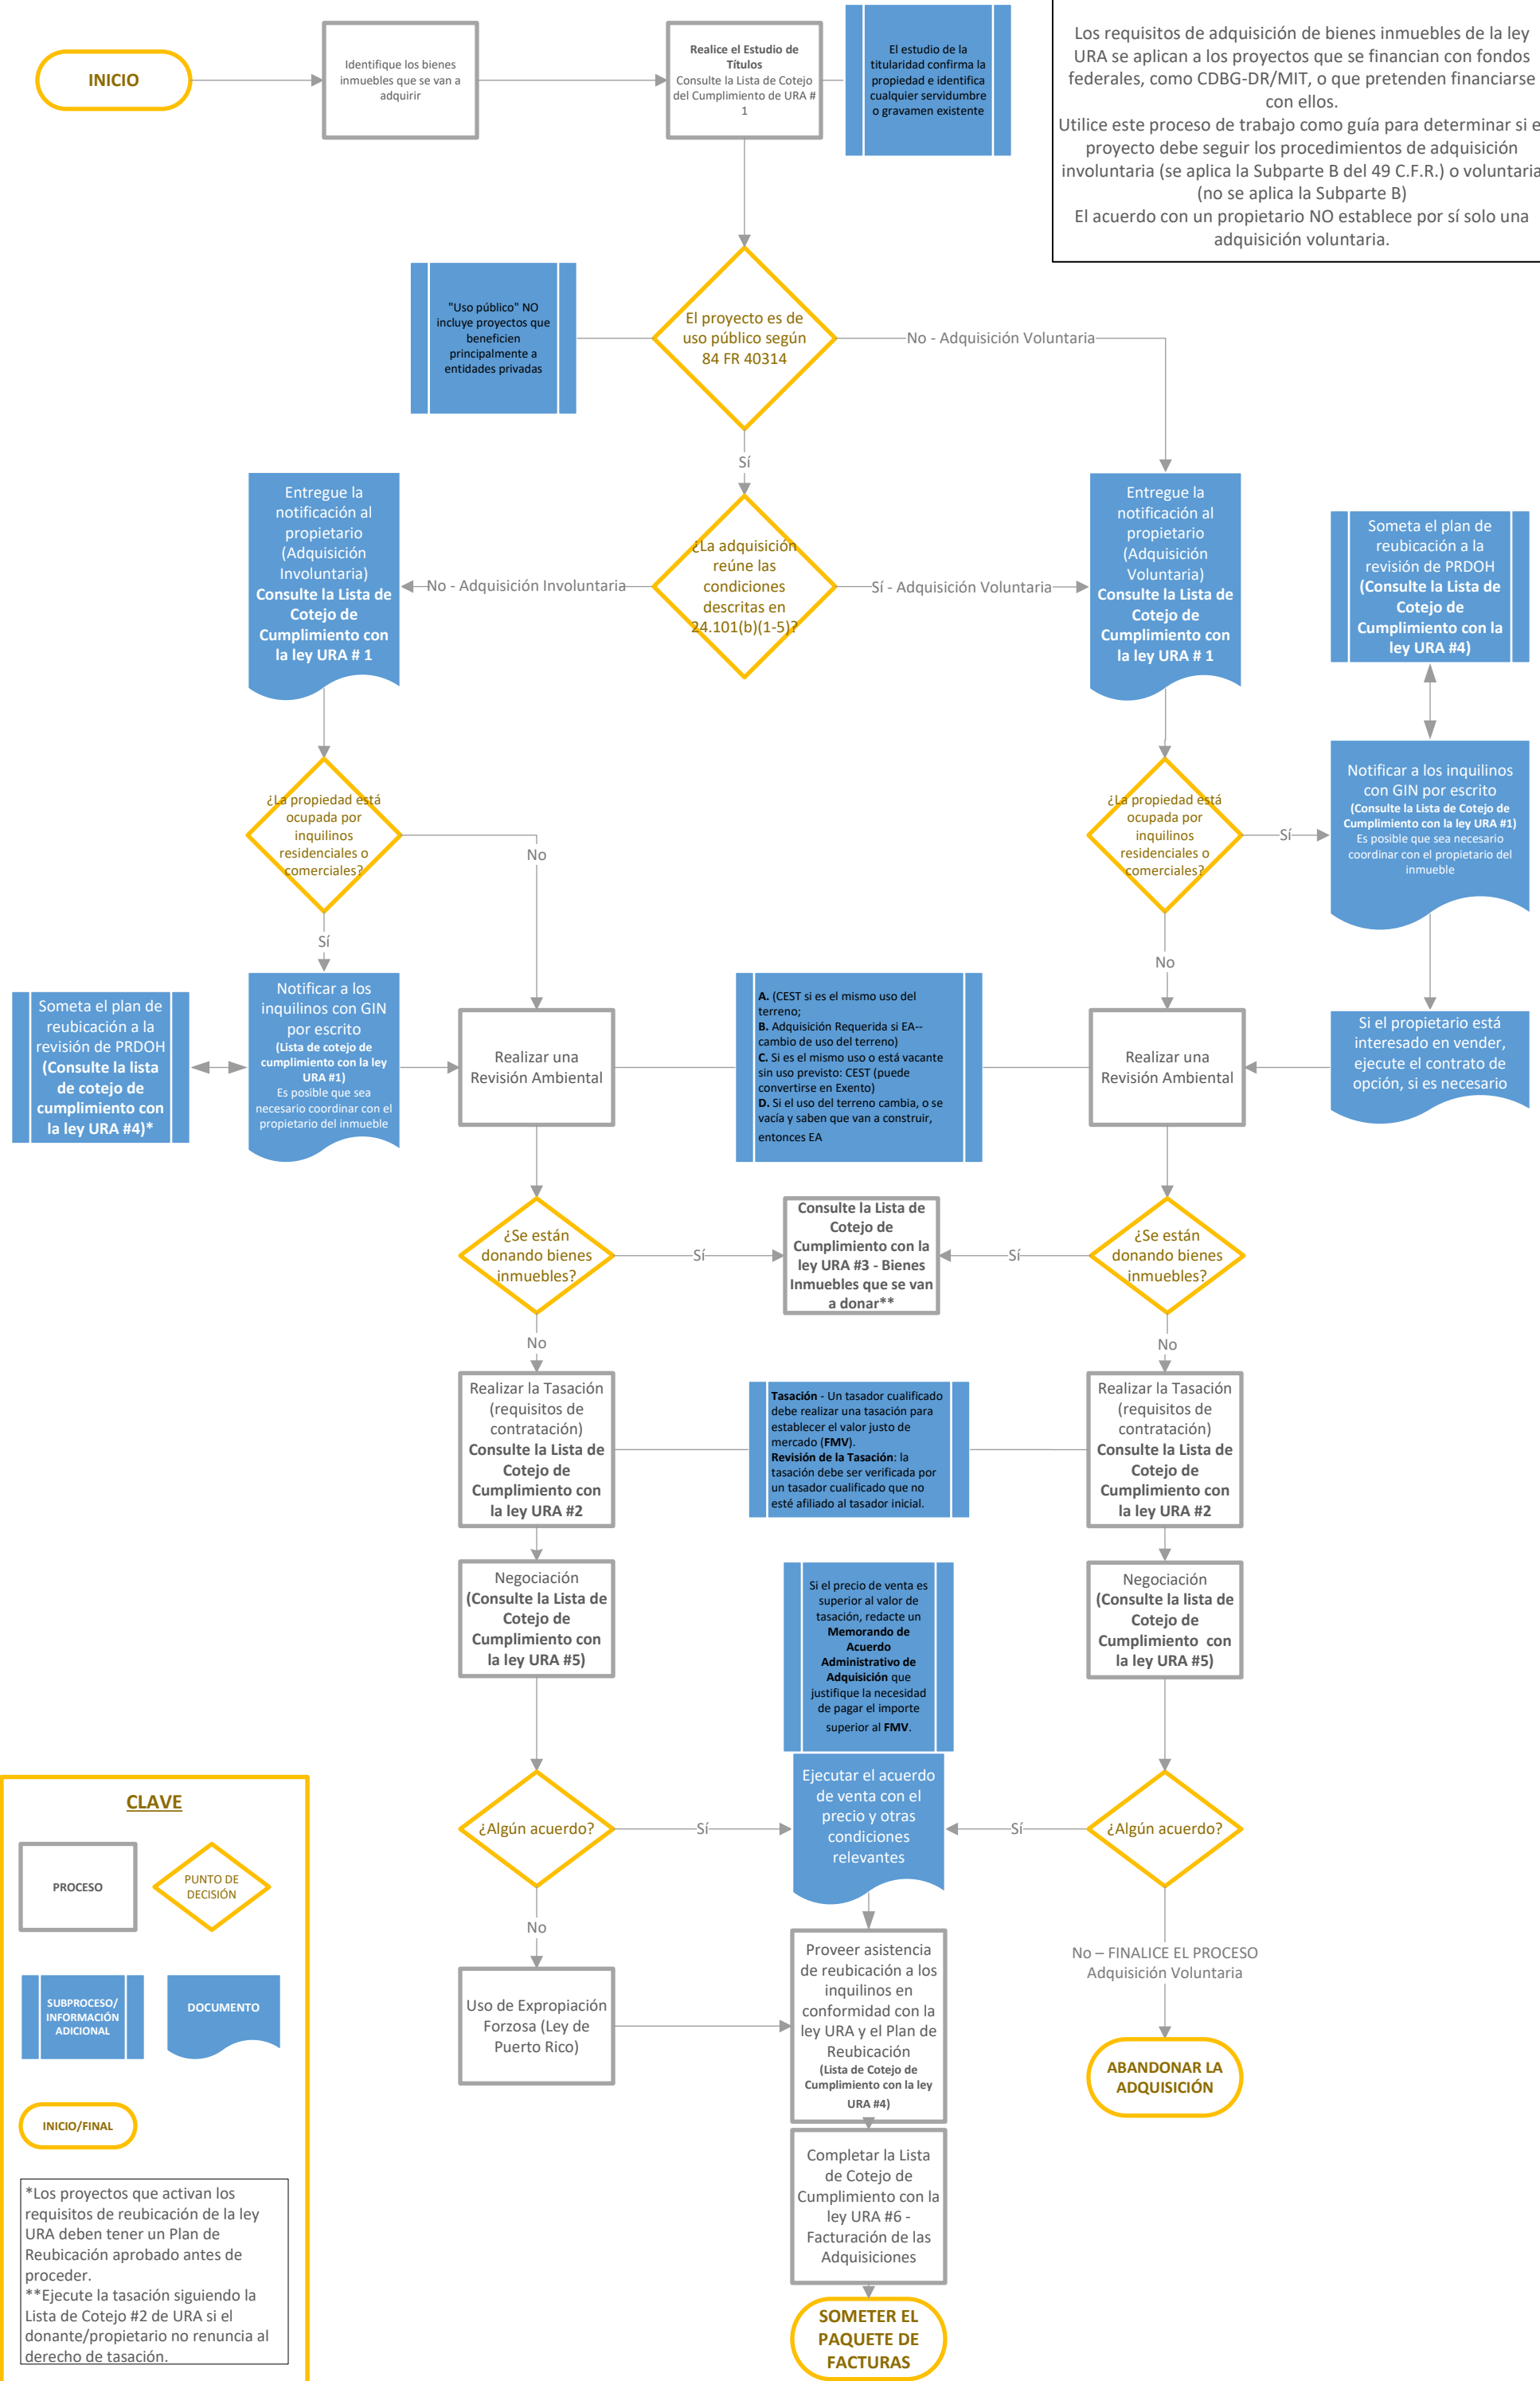 INICIO
Identifique los bienes
inmuebles que se van a
adquirir
Realice el Estudio de
Títulos
Consulte la Lista de Cotejo
del Cumplimiento de URA #
1
El estudio de la
titularidad confirma la
propiedad e identifica
cualquier servidumbre
o gravamen existente
Los requisitos de adquisición de bienes inmuebles de la ley
URA se aplican a los proyectos que se financian con fondos
federales, como CDBG-DR/MIT, o que pretenden financiarse
con ellos.
Utilice este proceso de trabajo como guía para determinar si e
proyecto debe seguir los procedimientos de adquisición
involuntaria (se aplica la Subparte B del 49 C.F.R.) o voluntaria
(no se aplica la Subparte B)
El acuerdo con un propietario NO establece por sí solo una
adquisición voluntaria.
"Uso público" NO
incluye proyectos que
beneficien
principalmente a
entidades privadas
El proyecto es de
uso público según
84 FR 40314
No - Adquisición Voluntaria
Sí
Entregue la
notificación al
propietario
(Adquisición
Involuntaria)
Consulte la Lista de
Cotejo de
Cumplimiento con
la ley URA # 1
No - Adquisición Involuntaria
¿La adquisición
reúne las
condiciones
descritas en
24.101(b)(1-5)?
Sí - Adquisición Voluntaria
Entregue la
notificación al
propietario
(Adquisición
Voluntaria)
Consulte la Lista de
Cotejo de
Cumplimiento con
la ley URA # 1
Someta el plan de
reubicación a la
revisión de PRDOH
(Consulte la Lista de
Cotejo de
Cumplimiento con la
ley URA #4)
¿La propiedad está
ocupada por
inquilinos
residenciales o
comerciales?
No
Sí
¿La propiedad está
ocupada por
inquilinos
residenciales o
comerciales?
Sí
No
Notificar a los inquilinos
con GIN por escrito
(Consulte la Lista de Cotejo de
Cumplimiento con la ley URA #1)
Es posible que sea necesario
coordinar con el propietario del
inmueble
Someta el plan de
reubicación a la
revisión de PRDOH
(Consulte la lista
de cotejo de
cumplimiento con
la ley URA #4)*
Notificar a los
inquilinos con GIN
por escrito
(Lista de cotejo de
cumplimiento con la ley
URA #1)
Es posible que sea
necesario coordinar con el
propietario del inmueble
Realizar una
Revisión Ambiental
A. (CEST si es el mismo uso del
terreno;
B. Adquisición Requerida si EA--
cambio de uso del terreno)
C. Si es el mismo uso o está vacante
sin uso previsto: CEST (puede
convertirse en Exento)
D. Si el uso del terreno cambia, o se
vacía y saben que van a construir,
entonces EA
Realizar una
Revisión Ambiental
Si el propietario está
interesado en vender,
ejecute el contrato de
opción, si es necesario
¿Se están
donando bienes
inmuebles?
Sí
No
Consulte la Lista de
Cotejo de
Cumplimiento con la
ley URA #3 - Bienes
Inmuebles que se van
a donar**
Sí
¿Se están
donando bienes
inmuebles?
No
Realizar la Tasación
(requisitos de
contratación)
Consulte la Lista de
Cotejo de
Cumplimiento con
la ley URA #2
Tasación - Un tasador cualificado
debe realizar una tasación para
establecer el valor justo de
mercado (FMV).
Revisión de la Tasación: la
tasación debe ser verificada por
un tasador cualificado que no
esté afiliado al tasador inicial.
Realizar la Tasación
(requisitos de
contratación)
Consulte la Lista de
Cotejo de
Cumplimiento con
la ley URA #2
Negociación
(Consulte la Lista de
Cotejo de
Cumplimiento con
la ley URA #5)
Si el precio de venta es
superior al valor de
tasación, redacte un
Memorando de
Acuerdo
Administrativo de
Adquisición que
justifique la necesidad
de pagar el importe
superior al FMV.
Negociación
(Consulte la lista de
Cotejo de
Cumplimiento con
la ley URA #5)
¿Algún acuerdo?
Sí
No
Ejecutar el acuerdo
de venta con el
precio y otras
condiciones
relevantes
Sí
¿Algún acuerdo?
No – FINALICE EL PROCESO
Adquisición Voluntaria
Uso de Expropiación
Forzosa (Ley de
Puerto Rico)
Proveer asistencia
de reubicación a los
inquilinos en
conformidad con la
ley URA y el Plan de
Reubicación
(Lista de Cotejo de
Cumplimiento con la ley
URA #4)
ABANDONAR LA
ADQUISICIÓN
Completar la Lista
de Cotejo de
Cumplimiento con la
ley URA #6 -
Facturación de las
Adquisiciones
SOMETER EL
PAQUETE DE
FACTURAS
CLAVE
PROCESO
PUNTO DE
DECISIÓN
SUBPROCESO/
INFORMACIÓN
ADICIONAL
DOCUMENTO
INICIO/FINAL
*Los proyectos que activan los
requisitos de reubicación de la ley
URA deben tener un Plan de
Reubicación aprobado antes de
proceder.
**Ejecute la tasación siguiendo la
Lista de Cotejo #2 de URA si el
donante/propietario no renuncia al
derecho de tasación.